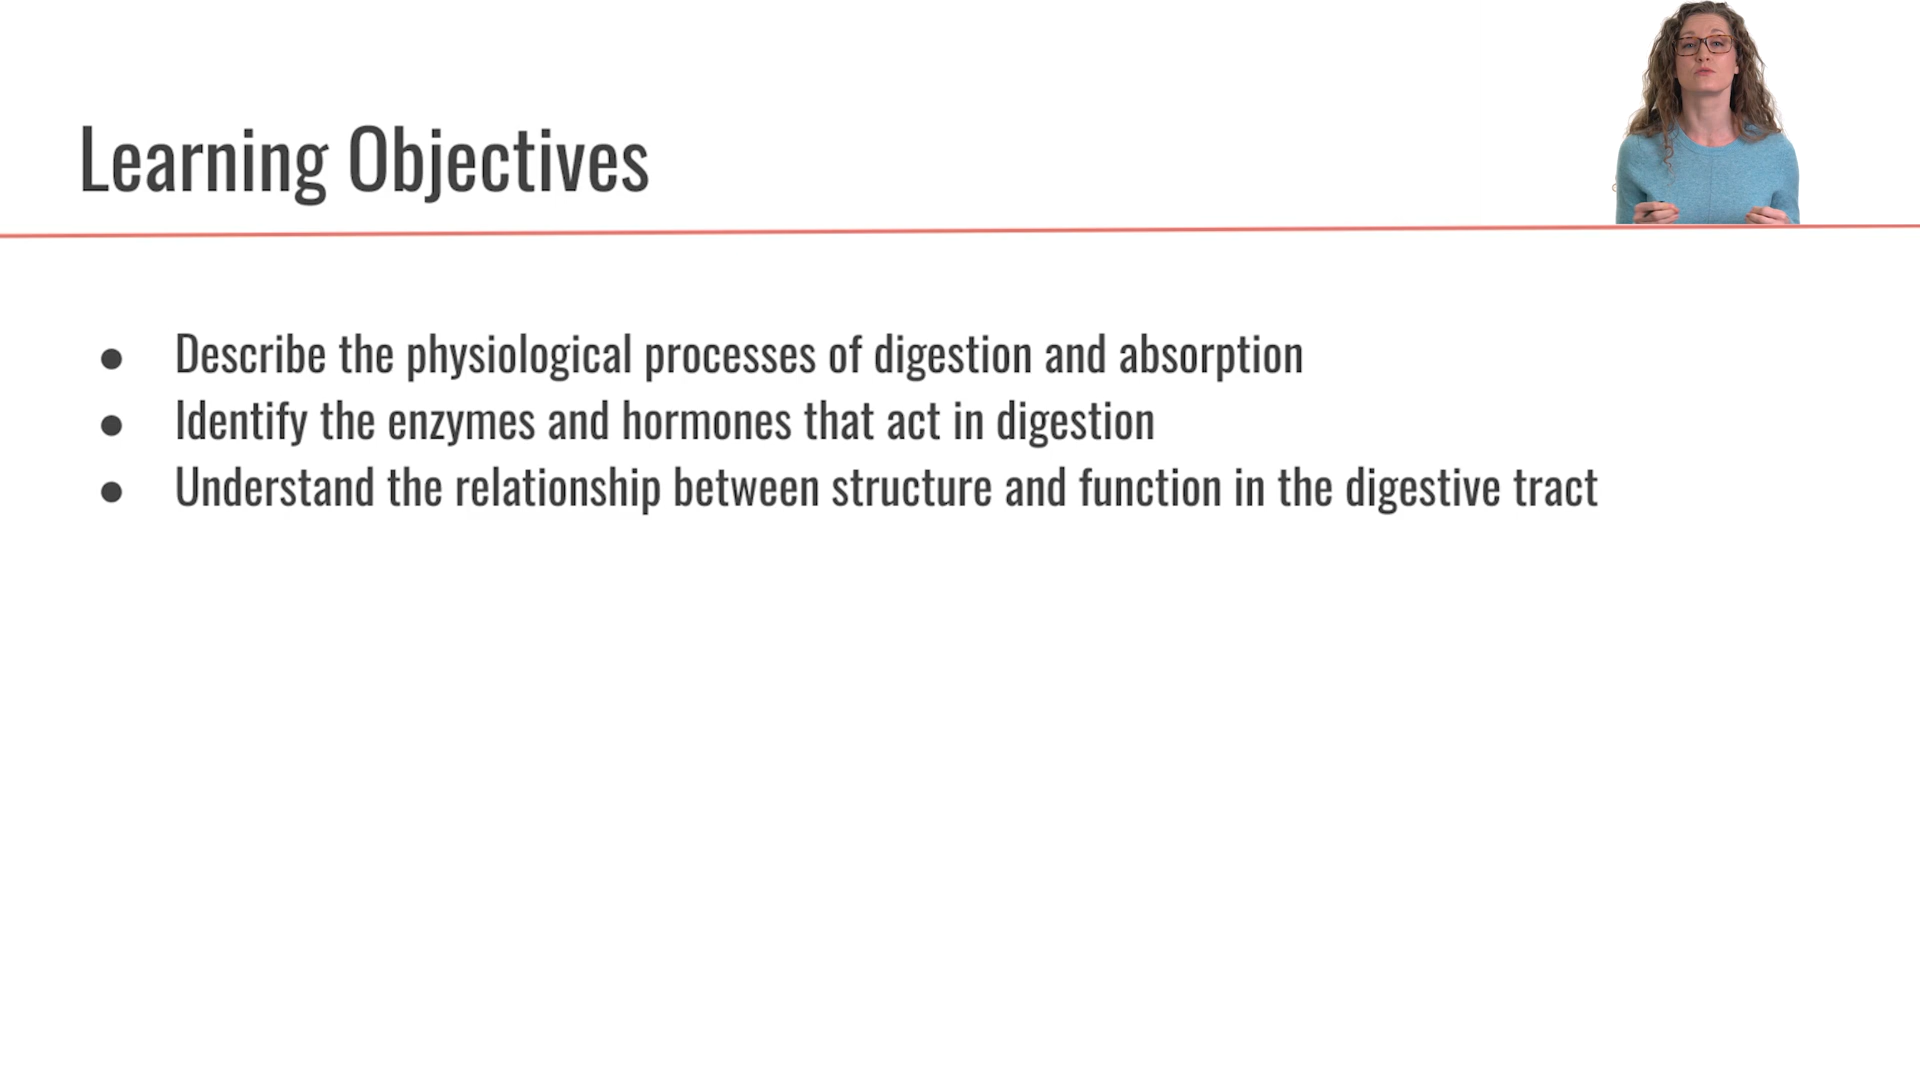 Learning Objectives
● Describe the physiological processes of digestion and absorption
● Identify the enzymes and hormones that act in digestion
● Understand the relationship between structure and function in the digestive tract